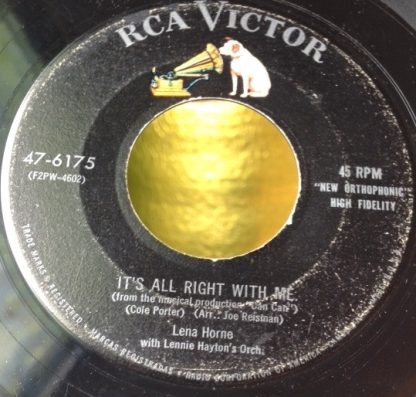 RCA VICTOR
47-6175
(F2PW-4602)
45 RPM
"NEW ORTHOPHONIC"
HIGH FIDELITY
IT'S ALL RIGHT WITH ME
(from the musical production "Can Can")
(Cole Porter) (Arr.: Joe Reisman)
Lena Horne
with Lennie Hayton's Orch.
TRADE MARKS ® REGISTERED • MARCAS REGISTRADAS • RADIO CORPORATION OF AMERICA